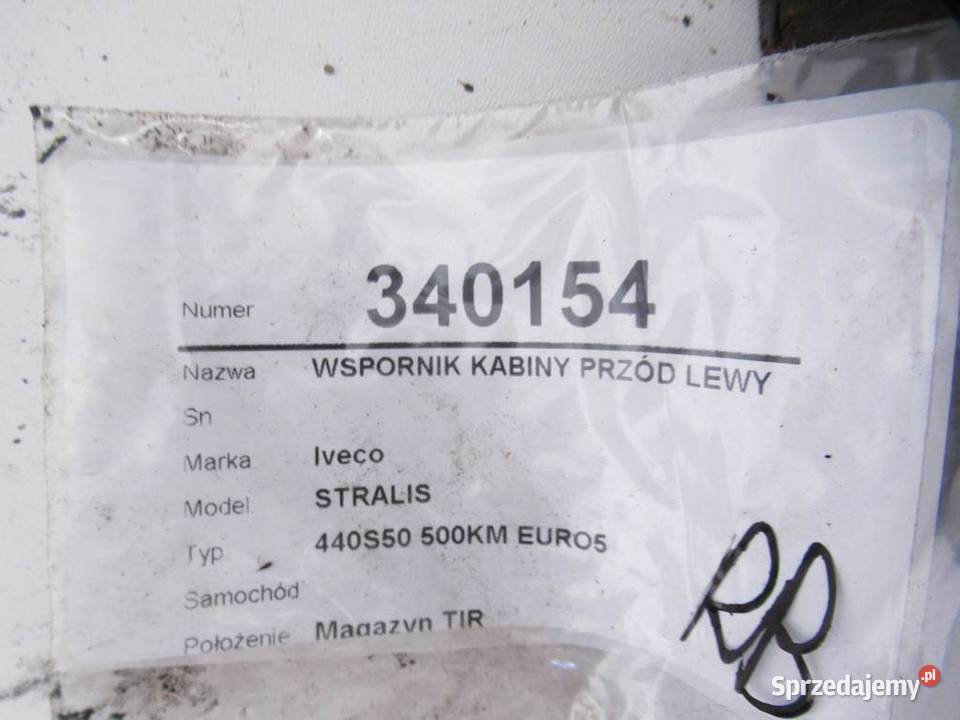 Numer 340154
Nazwa WSPORNIK KABINY PRZÓD LEWY
Sn
Marka Iveco
Model STRALIS
Typ 440S50 500KM EURO5
Samochód
Położenie Magazyn TIR
Sprzedajemy.pl